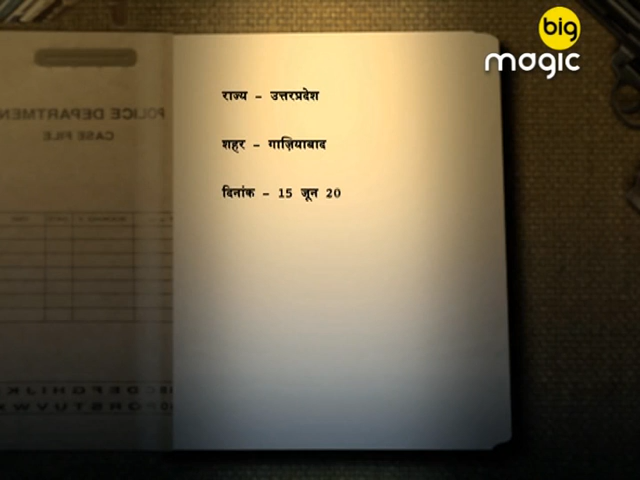 big
magic
राज्य – उत्तरप्रदेश
शहर – गाज़ियाबाद
दिनांक – 15 जून 20
POLICE DEPARTMENT
CASE FILE